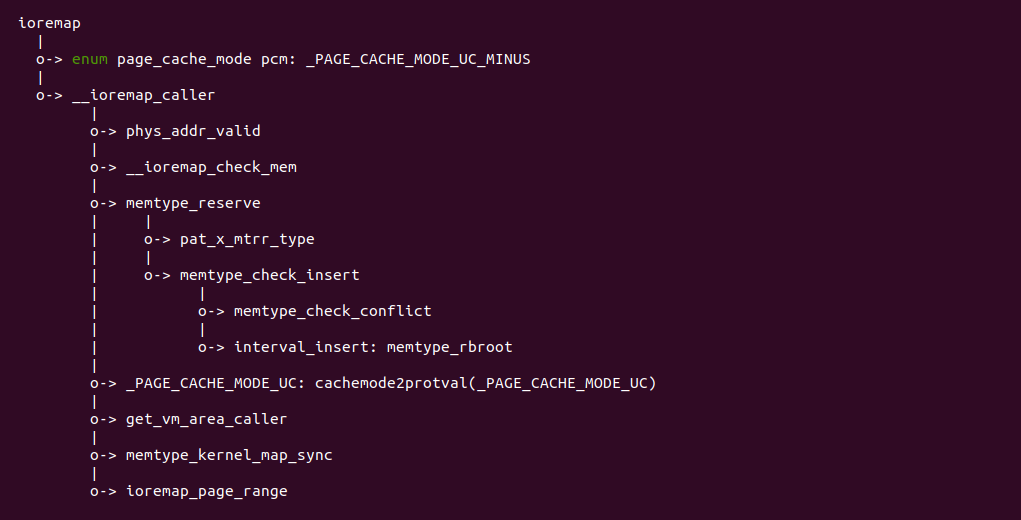 ioremap
  |
  o-> enum page_cache_mode pcm: _PAGE_CACHE_MODE_UC_MINUS
  |
  o-> __ioremap_caller
        |
        o-> phys_addr_valid
        |
        o-> __ioremap_check_mem
        |
        o-> memtype_reserve
        |     |
        |     o-> pat_x_mtrr_type
        |     |
        |     o-> memtype_check_insert
        |           |
        |           o-> memtype_check_conflict
        |           |
        |           o-> interval_insert: memtype_rbroot
        |
        o-> _PAGE_CACHE_MODE_UC: cachemode2protval(_PAGE_CACHE_MODE_UC)
        |
        o-> get_vm_area_caller
        |
        o-> memtype_kernel_map_sync
        |
        o-> ioremap_page_range